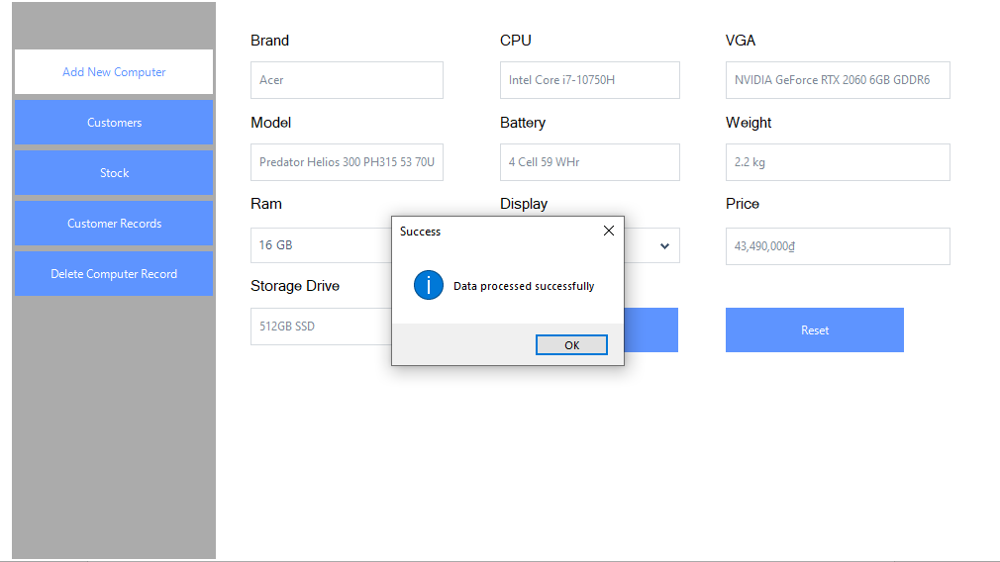 Add New Computer
Customers
Stock
Customer Records
Delete Computer Record
Brand
CPU
VGA
Acer
Intel Core i7-10750H
NVIDIA GeForce RTX 2060 6GB GDDR6
Model
Battery
Weight
Predator Helios 300 PH315 53 70U
4 Cell 59 WHr
2.2 kg
Ram
Display
Price
16 GB
43,490,000₫
Storage Drive
512GB SSD
Reset
Success
Data processed successfully
OK